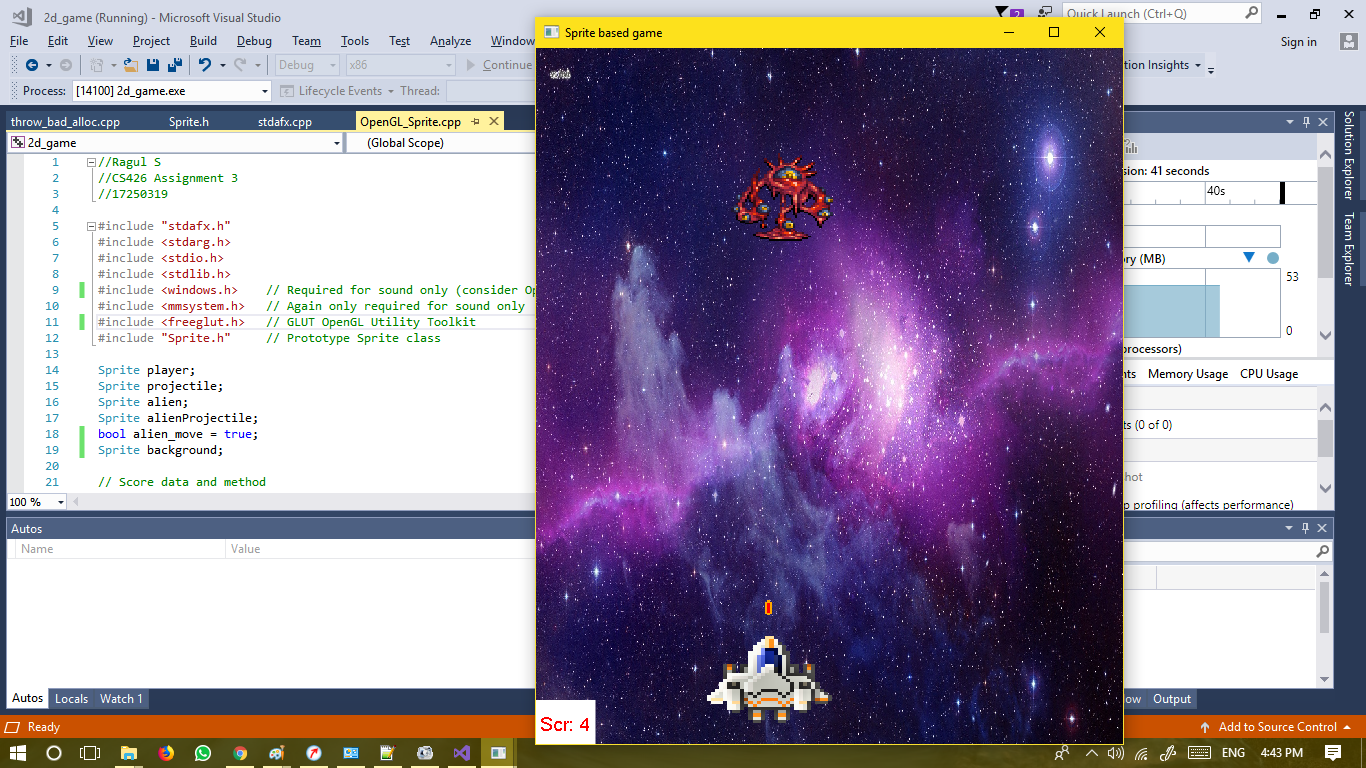 2d_game (Running) - Microsoft Visual Studio
2
Quick Launch (Ctrl+Q)
File Edit View Project Build Debug Team Tools Test Analyze Window
Sign in
Debug x86 Continue
tion Insights
Process: [14100] 2d_game.exe Lifecycle Events Thread:
throw_bad_alloc.cpp Sprite.h stdafx.cpp OpenGL_Sprite.cpp
2d_game (Global Scope)
1 //Ragul S
2 //CS426 Assignment 3
3 //17250319
4
5 #include "stdafx.h"
6 #include <stdarg.h>
7 #include <stdio.h>
8 #include <stdlib.h>
9 #include <windows.h> // Required for sound only (consider Op
10 #include <mmsystem.h> // Again only required for sound only
11 #include <freeglut.h> // GLUT OpenGL Utility Toolkit
12 #include "Sprite.h" // Prototype Sprite class
13
14 Sprite player;
15 Sprite projectile;
16 Sprite alien;
17 Sprite alienProjectile;
18 bool alien_move = true;
19 Sprite background;
20
21 // Score data and method
100 %
Autos
Name Value
Autos Locals Watch 1
Ready
Sprite based game
Scr: 4
sion: 41 seconds
40s
ory (MB)
53
0
processors)
nts Memory Usage CPU Usage
ts (0 of 0)
shot
p profiling (affects performance)
ow Output
Solution Explorer
Team Explorer
Add to Source Control
ENG 4:43 PM